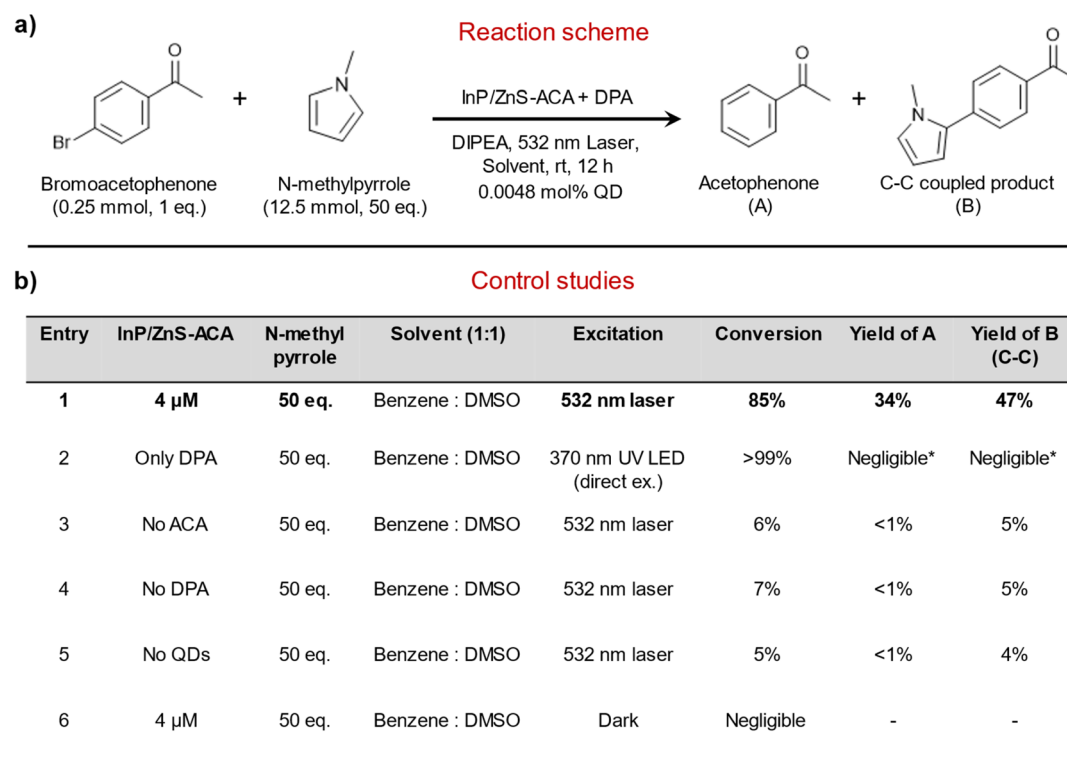 a)
Reaction scheme
O
Br
+
N
InP/ZnS-ACA + DPA
DIPEA, 532 nm Laser,
Solvent, rt, 12 h
0.0048 mol% QD
O
+
N
O
Bromoacetophenone
(0.25 mmol, 1 eq.)
N-methylpyrrole
(12.5 mmol, 50 eq.)
Acetophenone
(A)
C-C coupled product
(B)
b)
Control studies
Entry InP/ZnS-ACA N-methyl pyrrole Solvent (1:1) Excitation Conversion Yield of A Yield of B (C-C)
1 4 µM 50 eq. Benzene : DMSO 532 nm laser 85% 34% 47%
2 Only DPA 50 eq. Benzene : DMSO 370 nm UV LED (direct ex.) >99% Negligible* Negligible*
3 No ACA 50 eq. Benzene : DMSO 532 nm laser 6% <1% 5%
4 No DPA 50 eq. Benzene : DMSO 532 nm laser 7% <1% 5%
5 No QDs 50 eq. Benzene : DMSO 532 nm laser 5% <1% 4%
6 4 µM 50 eq. Benzene : DMSO Dark Negligible - -